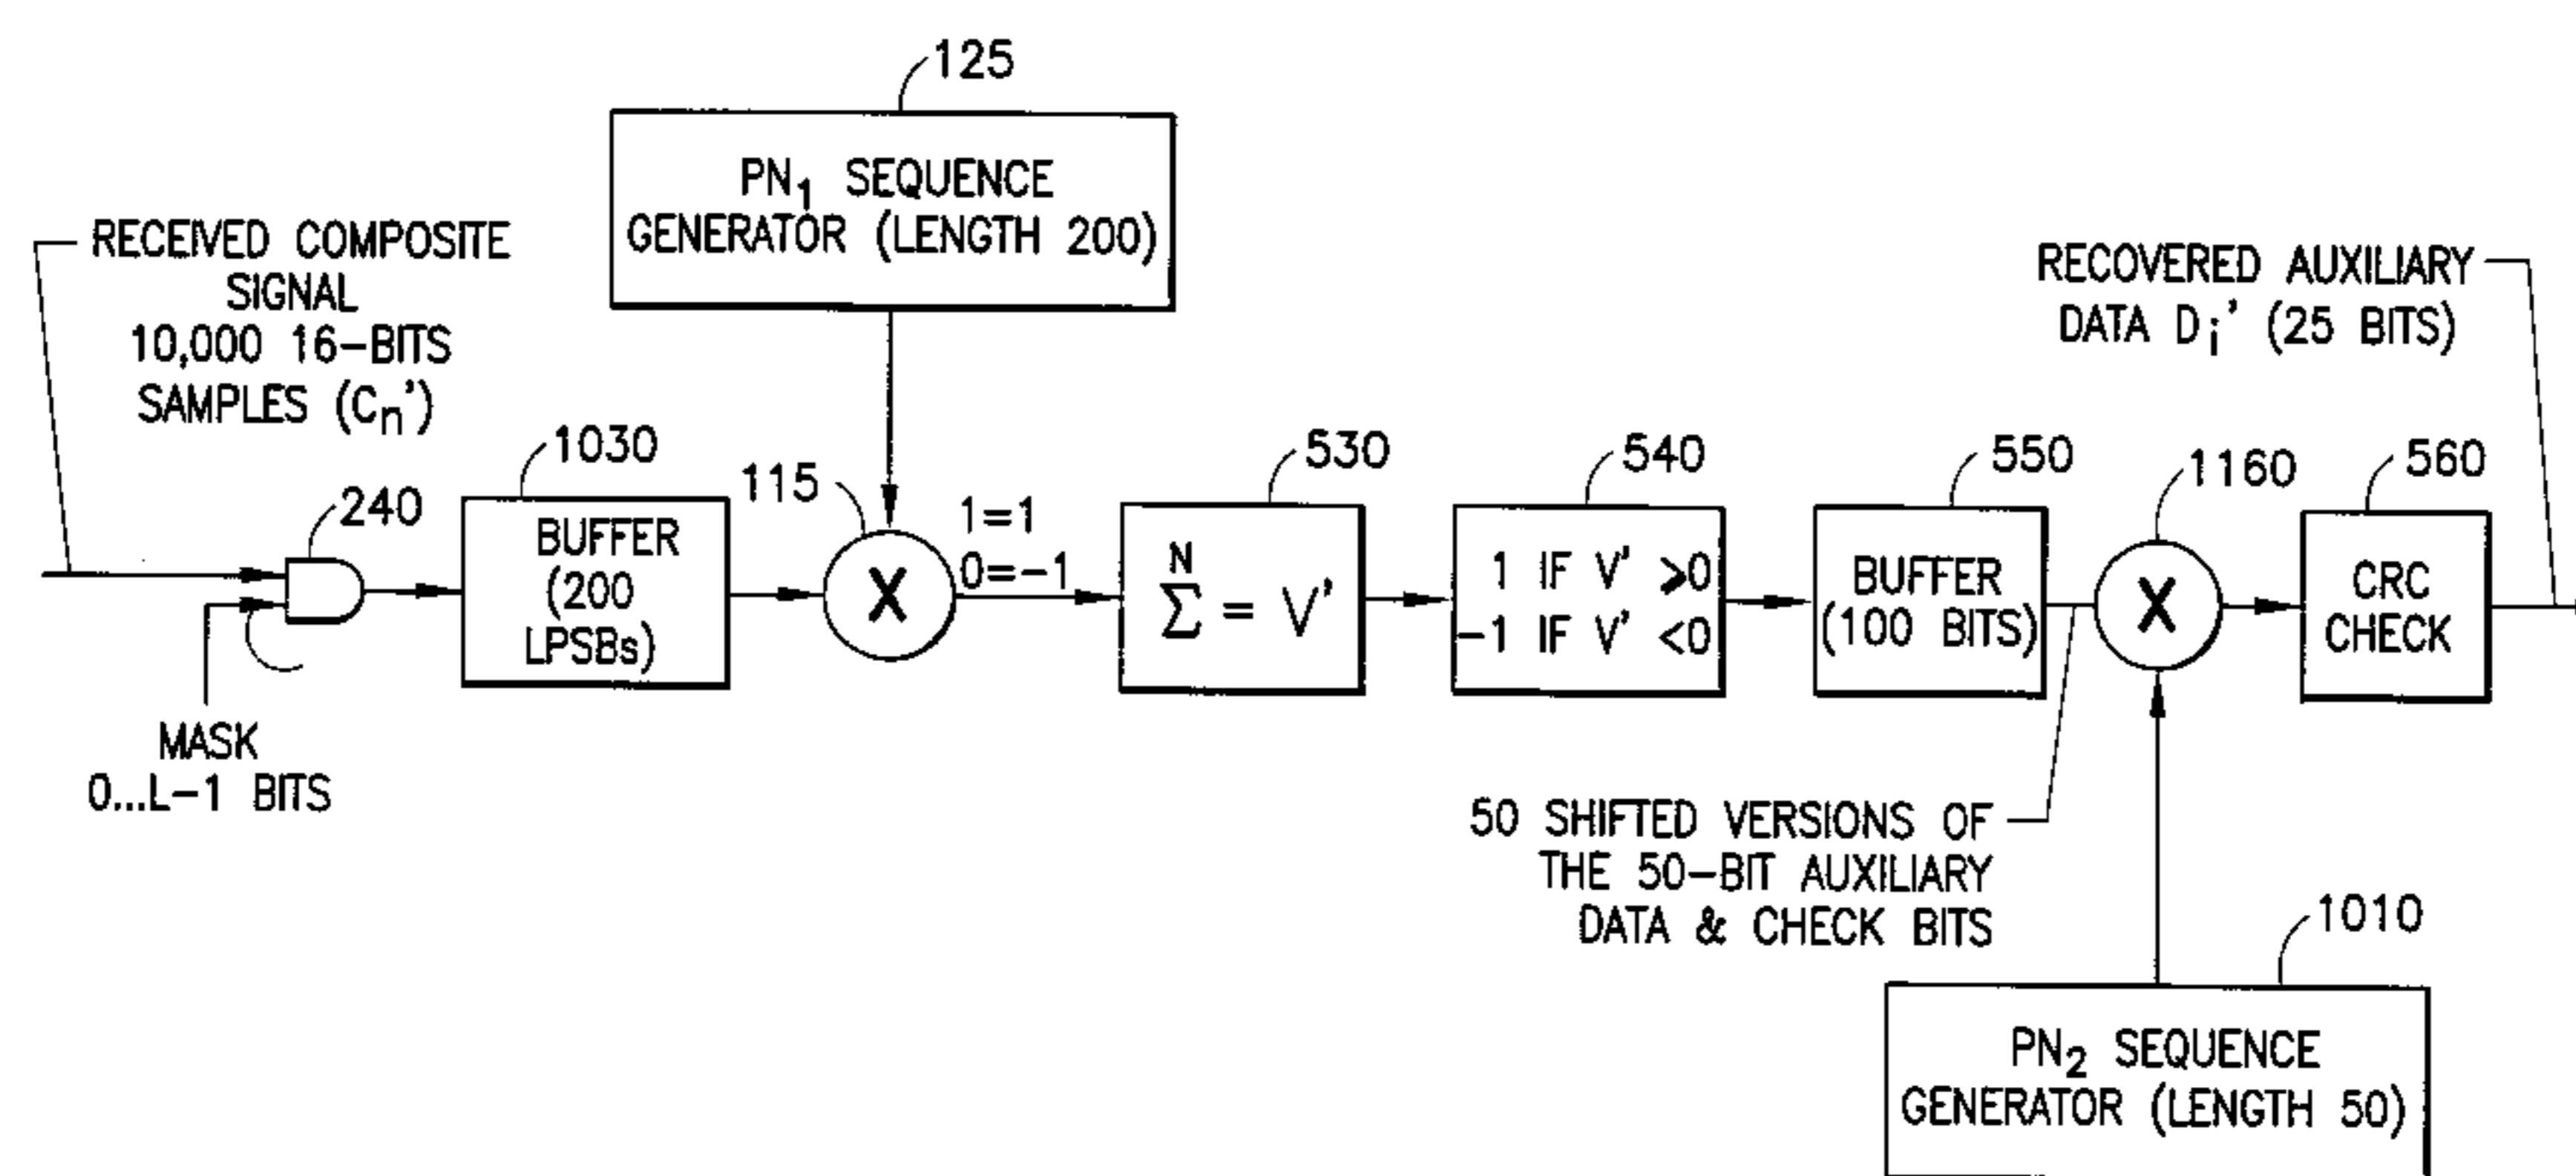 125
PN₁ SEQUENCE
GENERATOR (LENGTH 200)
RECEIVED COMPOSITE
SIGNAL
10,000 16-BITS
SAMPLES (Cₙ')
RECOVERED AUXILIARY
DATA Dᵢ' (25 BITS)
240
1030
BUFFER
(200
LPSBs)
115
X
1=1
0=-1
530
N
Σ = V'
540
1 IF V' >0
-1 IF V' <0
550
BUFFER
(100 BITS)
1160
X
560
CRC
CHECK
MASK
0...L-1 BITS
50 SHIFTED VERSIONS OF
THE 50-BIT AUXILIARY
DATA & CHECK BITS
1010
PN₂ SEQUENCE
GENERATOR (LENGTH 50)